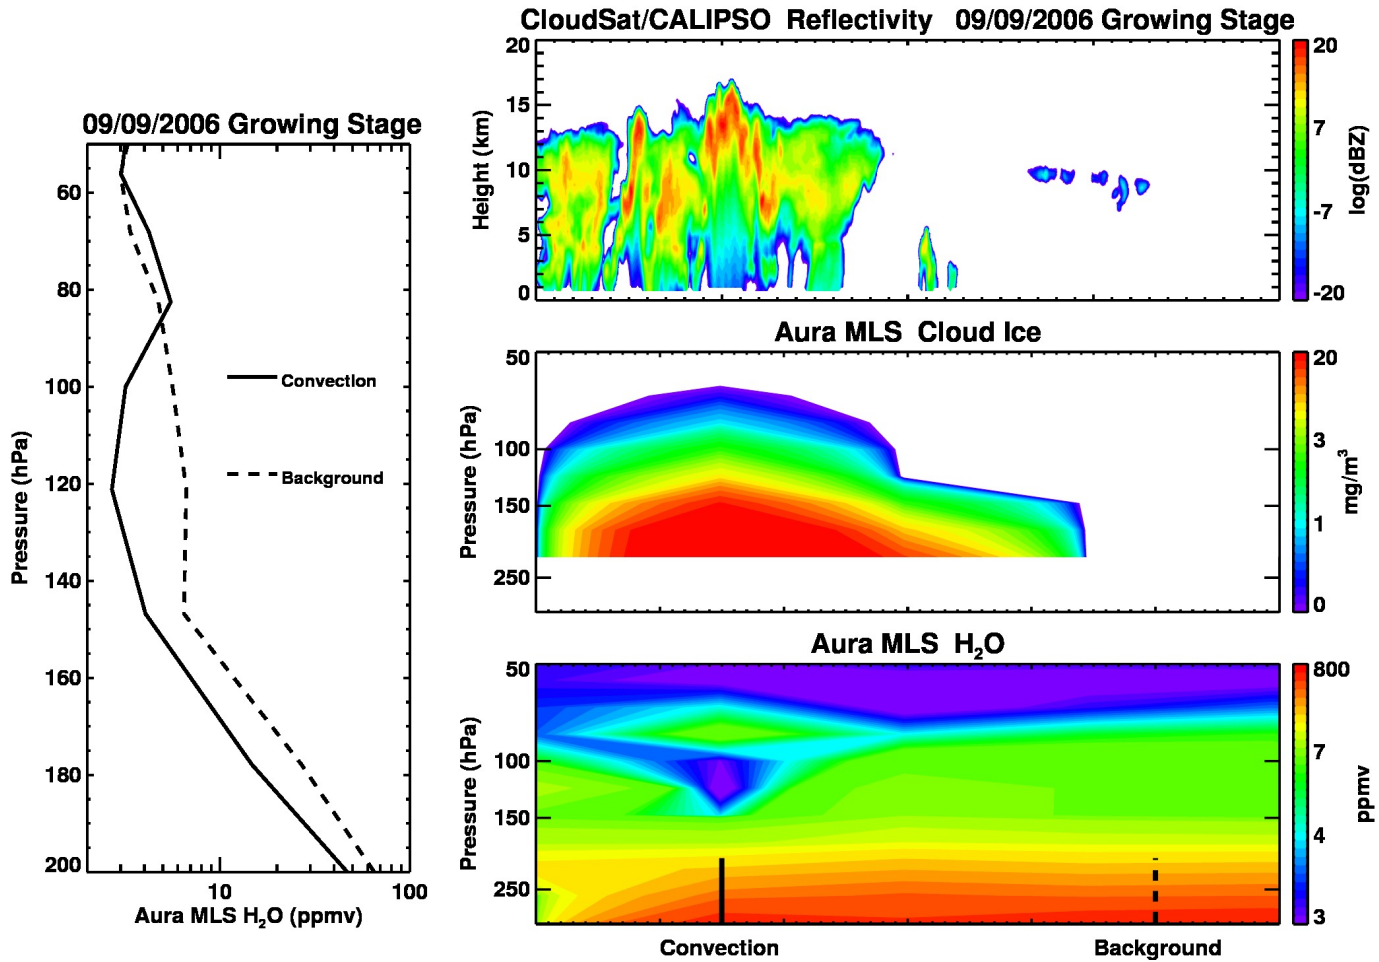 09/09/2006 Growing Stage
60
80
100
120
140
160
180
200
Pressure (hPa)
Convection
Background
10
100
Aura MLS H₂O (ppmv)
CloudSat/CALIPSO Reflectivity 09/09/2006 Growing Stage
20
15
10
5
0
Height (km)
20
7
-7
-20
log(dBZ)
Aura MLS Cloud Ice
50
100
150
250
Pressure (hPa)
20
3
1
0
mg/m³
Aura MLS H₂O
50
100
150
250
Pressure (hPa)
800
7
4
3
ppmv
Convection
Background